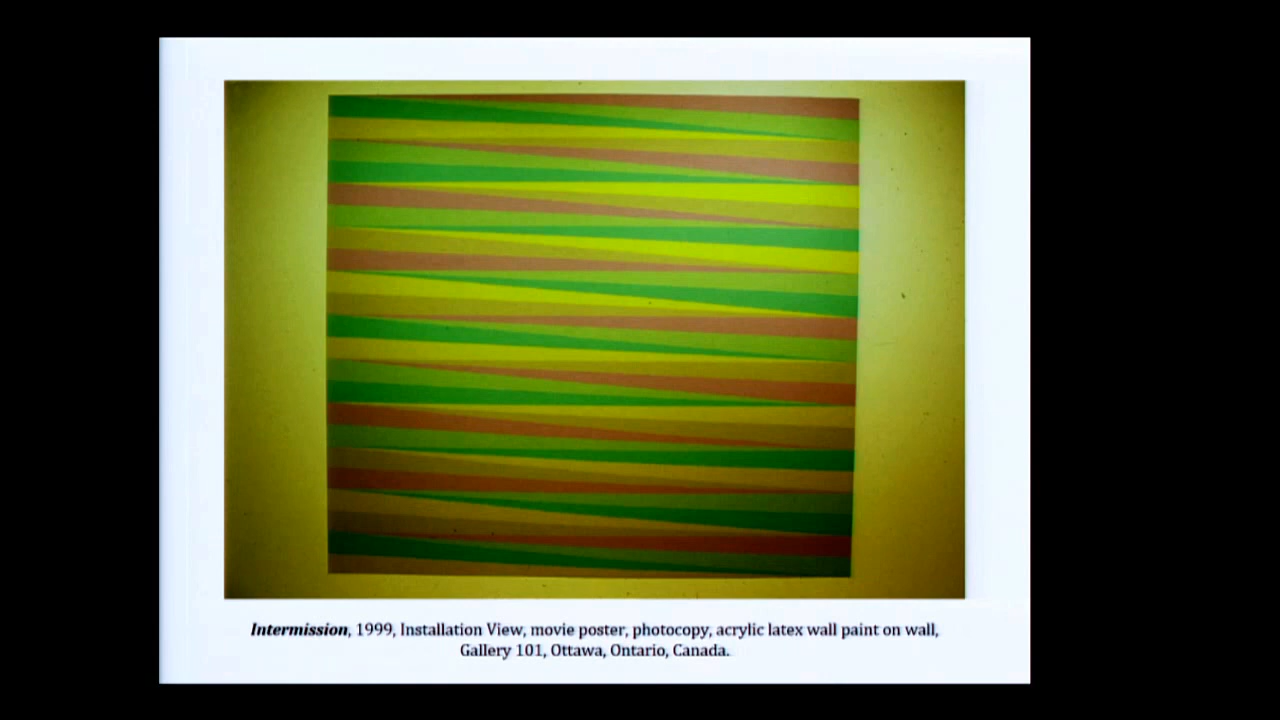 Intermission, 1999, Installation View, movie poster, photocopy, acrylic latex wall paint on wall,
Gallery 101, Ottawa, Ontario, Canada.